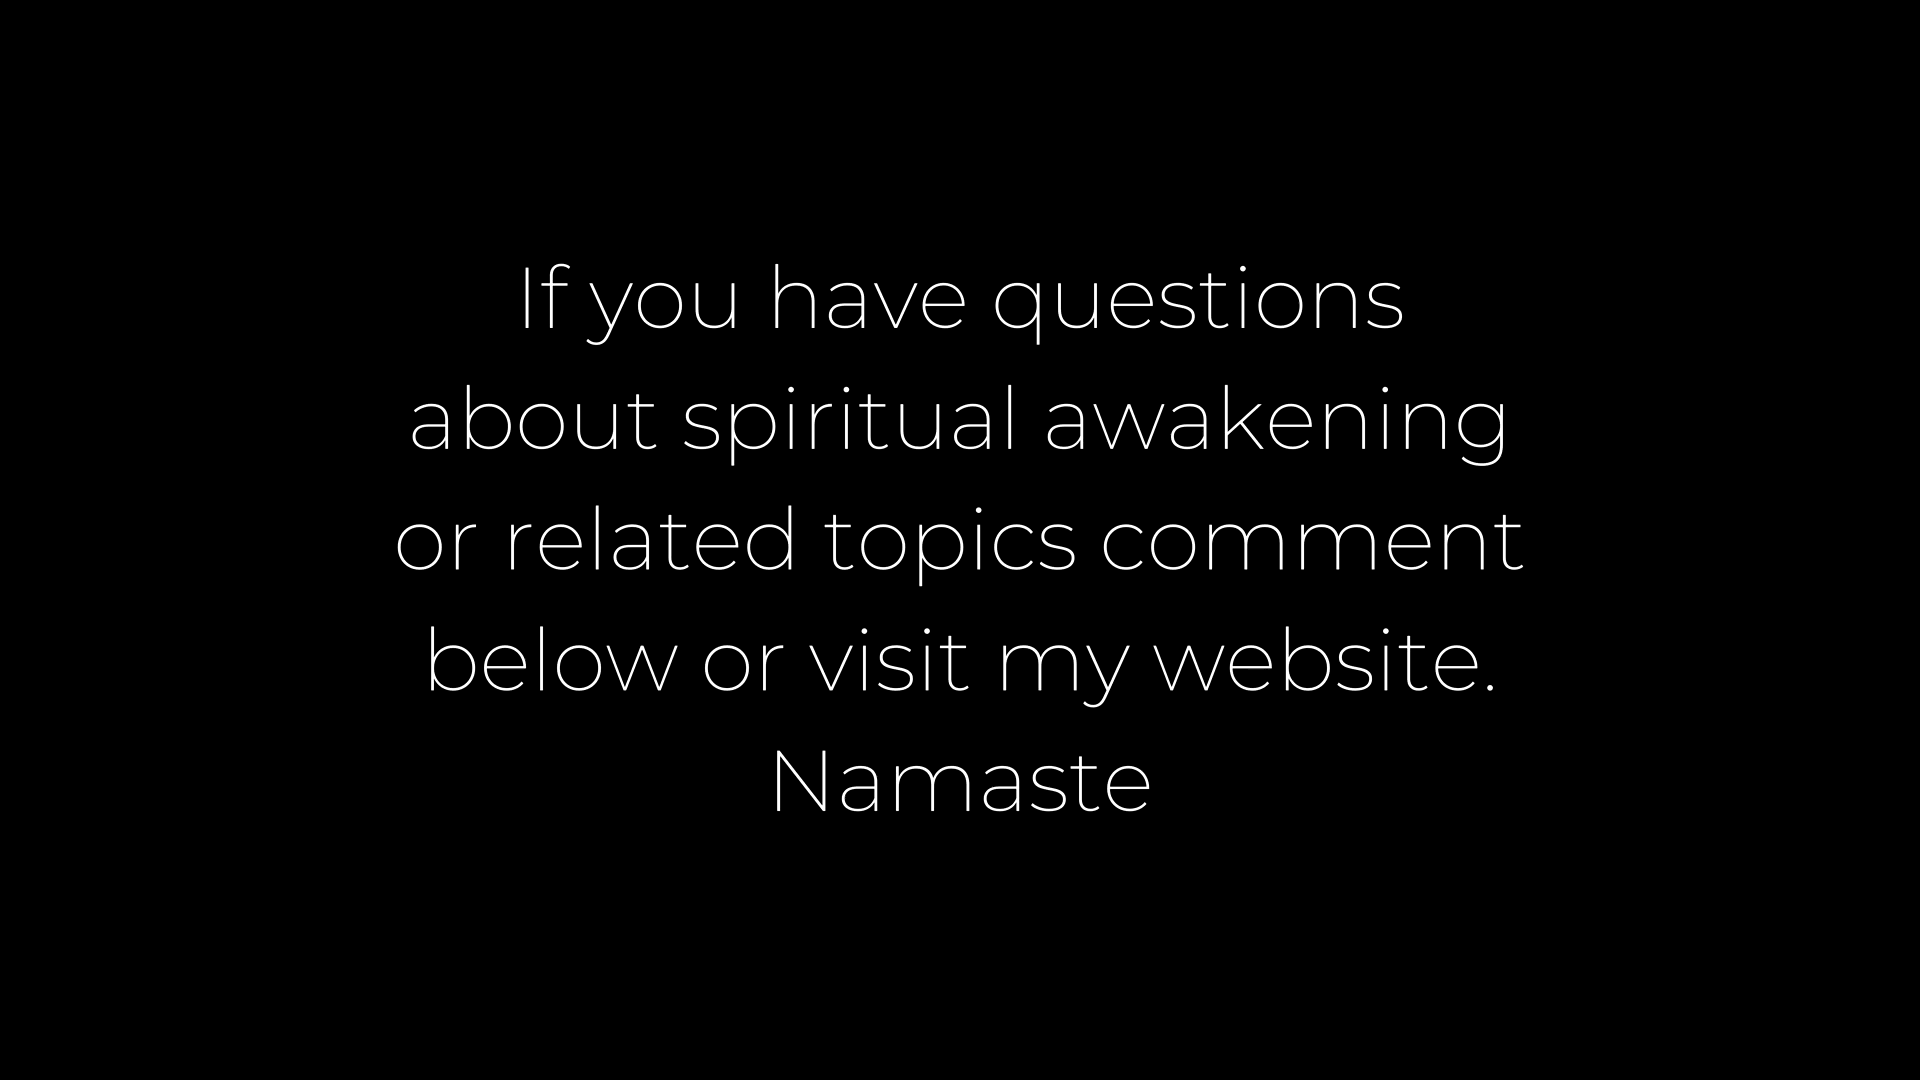 If you have questions
about spiritual awakening
or related topics comment
below or visit my website.
Namaste